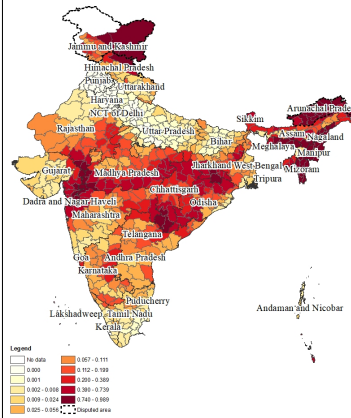 Jammu and Kashmir
Himachal Pradesh
Punjab
Uttarakhand
Haryana
NCT of Delhi
Arunachal Prade
Sikkim
Rajasthan
Uttar Pradesh
Assam
Nagaland
Bihar
Meghalaya
Manipur
Jharkhand
West Bengal
Mizoram
Gujarat
Madhya Pradesh
Tripura
Chhattisgarh
Dadra and Nagar Haveli
Odisha
Maharashtra
Telangana
Goa
Andhra Pradesh
Karnataka
Puducherry
Andaman and Nicobar
Lakshadweep
Tamil Nadu
Kerala
Legend
No data
0.000
0.001
0.002 - 0.008
0.009 - 0.024
0.025 - 0.056
0.057 - 0.111
0.112 - 0.199
0.200 - 0.389
0.390 - 0.739
0.740 - 0.989
Disputed area